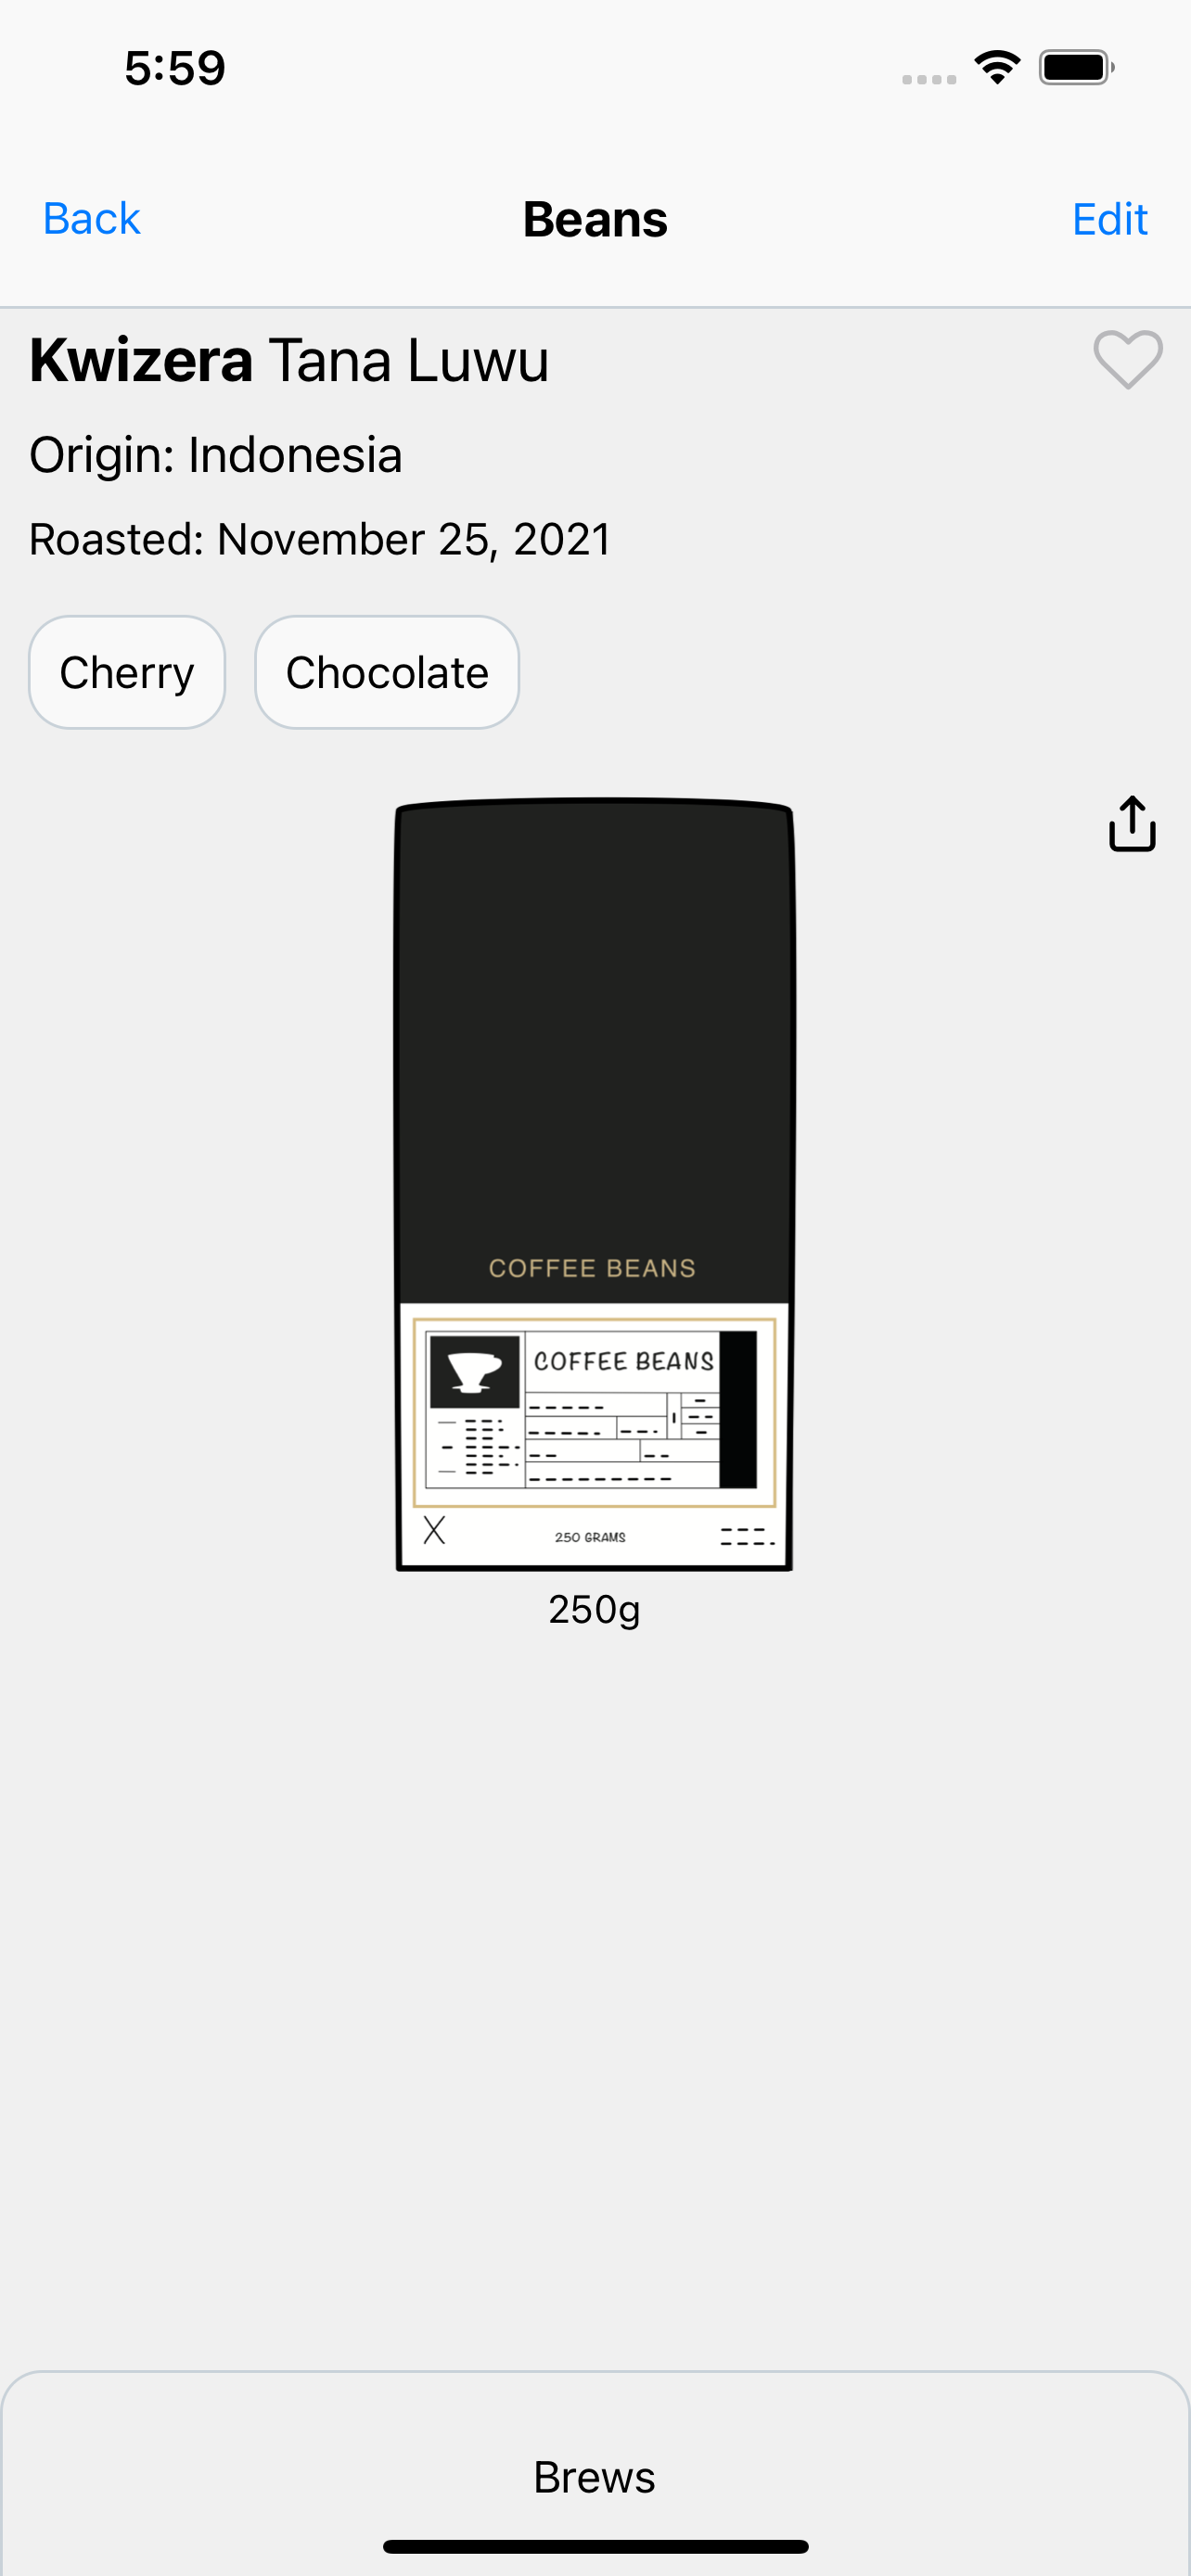 5:59
Back Beans Edit
Kwizera Tana Luwu
Origin: Indonesia
Roasted: November 25, 2021
Cherry Chocolate
COFFEE BEANS
COFFEE BEANS
X 250 GRAMS
250g
Brews